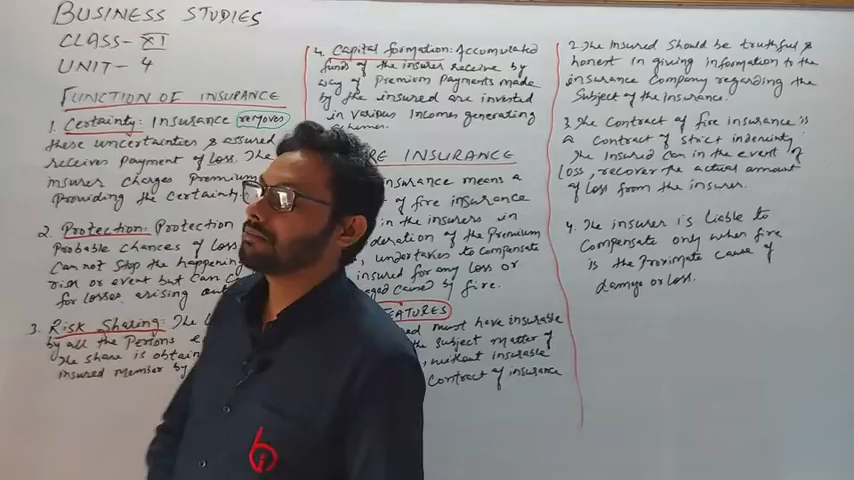 BUSINESS STUDIES
CLASS- XI
UNIT- 4
FUNCTION OF INSURANCE
1. Certainty: Insurance removes
these uncertainties & assured
receives payment of loss. The
insurer charges Premium
Providing the Certainty.
2. Protection: Protection
Probable chances of Loss
Can not Stop the happening
risk or event but can
for losses, arising out
3. Risk Sharing: The
by all the Persons
The share is obtain
insured member by
4. Capital formation: Accumulated
funds of the insurer receive by
way of Premium Payments made
by the insured are invested
in various Incomes generating
Schemes.
RE INSURANCE
insurance means a
of fire insurance
in the insurers in
deration of the Premium
, undertakes to compensate
insured for any loss or
aged caused by fire.
FEATURES
ed must have insurable
the subject matter of
, without insurable
Contract of insurance
2. The Insured Should be truthful &
honest in giving information to the
insurance Company regarding the
Subject of the Insurance.
3. The Contract of fire insurance is
a Contract of strict indemnity
The Insured Can in the event of
loss, recover the actual amount
of loss from the insurer.
4. The insurer is liable to
Compensate only when fire
is the Proximate cause of
damge or loss.